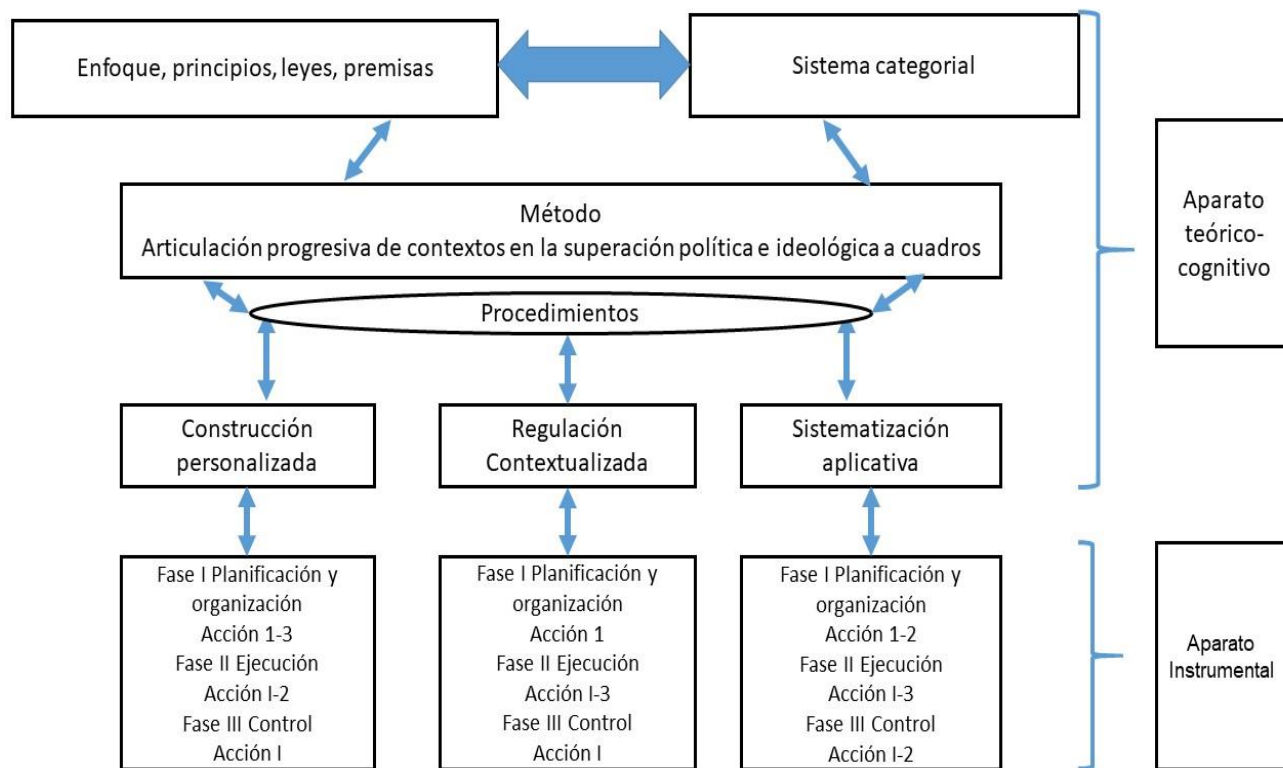 Enfoque, principios, leyes, premisas
Sistema categorial
Método
Articulación progresiva de contextos en la superación política e ideológica a cuadros
Procedimientos
Construcción
personalizada
Regulación
Contextualizada
Sistematización
aplicativa
Aparato
teórico-
cognitivo
Fase I Planificación y
organización
Acción 1-3
Fase II Ejecución
Acción I-2
Fase III Control
Acción I
Fase I Planificación y
organización
Acción 1
Fase II Ejecución
Acción I-3
Fase III Control
Acción I
Fase I Planificación y
organización
Acción 1-2
Fase II Ejecución
Acción I-3
Fase III Control
Acción I-2
Aparato
Instrumental